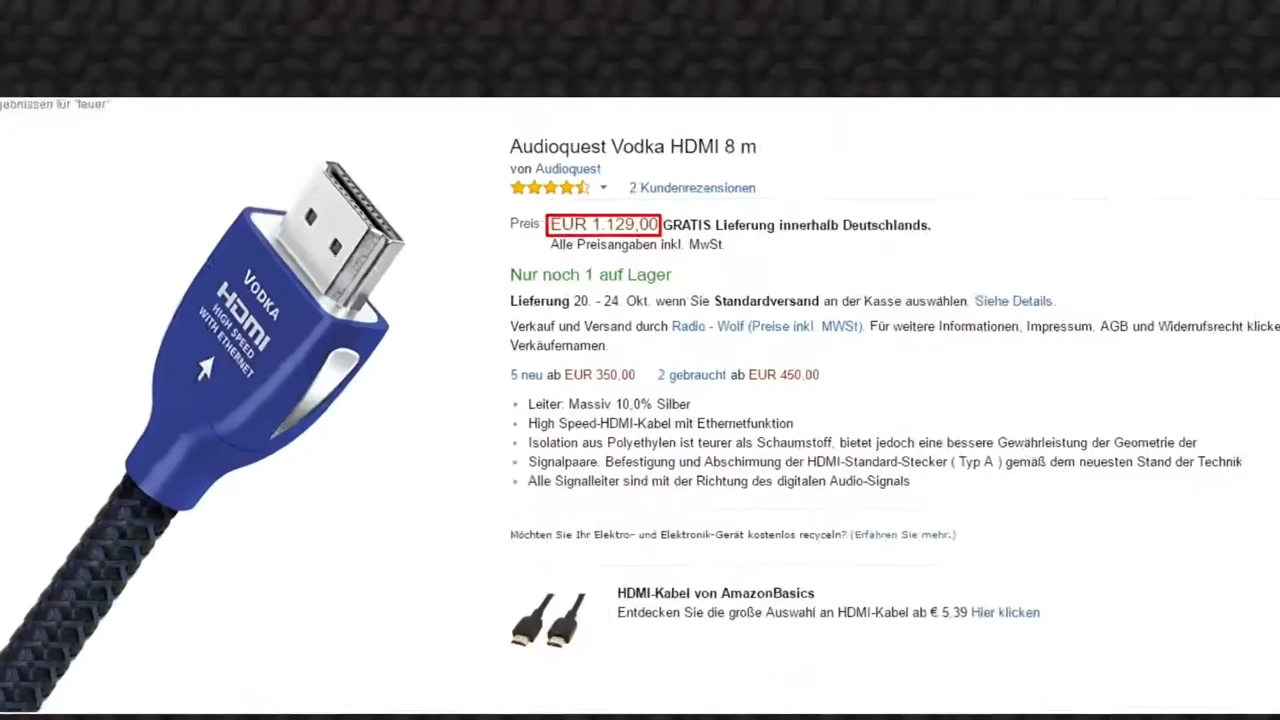 gebnissen für "teuer"
Audioquest Vodka HDMI 8 m
von Audioquest
2 Kundenrezensionen
Preis: EUR 1.129,00 GRATIS Lieferung innerhalb Deutschlands.
Alle Preisangaben inkl. MwSt.
Nur noch 1 auf Lager
Lieferung 20. - 24. Okt. wenn Sie Standardversand an der Kasse auswählen. Siehe Details.
Verkauf und Versand durch Radio - Wolf (Preise inkl. MWSt). Für weitere Informationen, Impressum, AGB und Widerrufsrecht klicke
Verkäufernamen.
5 neu ab EUR 350,00 2 gebraucht ab EUR 450,00
Leiter: Massiv 10,0% Silber
High Speed-HDMI-Kabel mit Ethernetfunktion
Isolation aus Polyethylen ist teurer als Schaumstoff, bietet jedoch eine bessere Gewährleistung der Geometrie der
Signalpaare. Befestigung und Abschirmung der HDMI-Standard-Stecker ( Typ A ) gemäß dem neuesten Stand der Technik
Alle Signalleiter sind mit der Richtung des digitalen Audio-Signals
Möchten Sie Ihr Elektro- und Elektronik-Gerät kostenlos recyceln? (Erfahren Sie mehr.)
HDMI-Kabel von AmazonBasics
Entdecken Sie die große Auswahl an HDMI-Kabel ab € 5,39 Hier klicken
VODKA
HDMI
HIGH SPEED
WITH ETHERNET